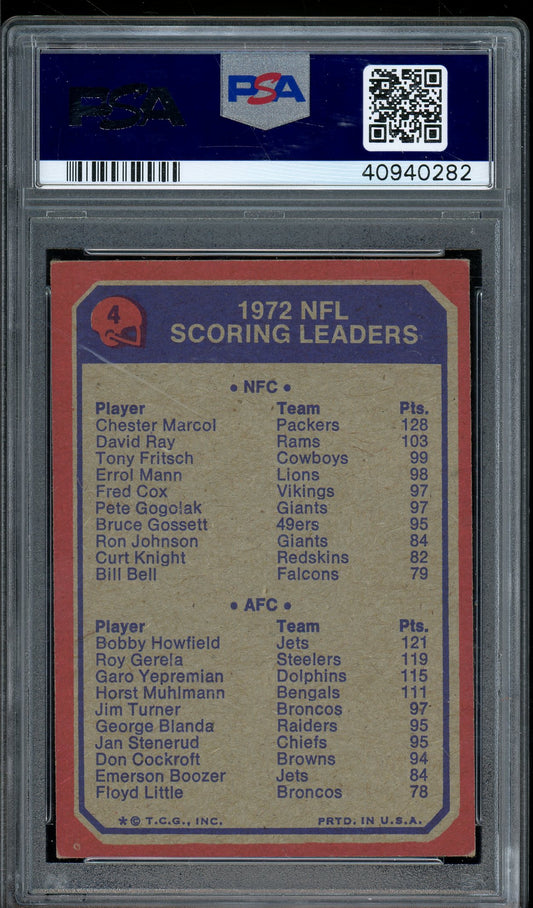 PSA
PSA
40940282
4
1972 NFL
SCORING LEADERS
• NFC •
Player Team Pts.
Chester Marcol Packers 128
David Ray Rams 103
Tony Fritsch Cowboys 99
Errol Mann Lions 98
Fred Cox Vikings 97
Pete Gogolak Giants 97
Bruce Gossett 49ers 95
Ron Johnson Giants 84
Curt Knight Redskins 82
Bill Bell Falcons 79
• AFC •
Player Team Pts.
Bobby Howfield Jets 121
Roy Gerela Steelers 119
Garo Yepremian Dolphins 115
Horst Muhlmann Bengals 111
Jim Turner Broncos 97
George Blanda Raiders 95
Jan Stenerud Chiefs 95
Don Cockroft Browns 94
Emerson Boozer Jets 84
Floyd Little Broncos 78
*© T.C.G., INC. PRTD. IN U.S.A.